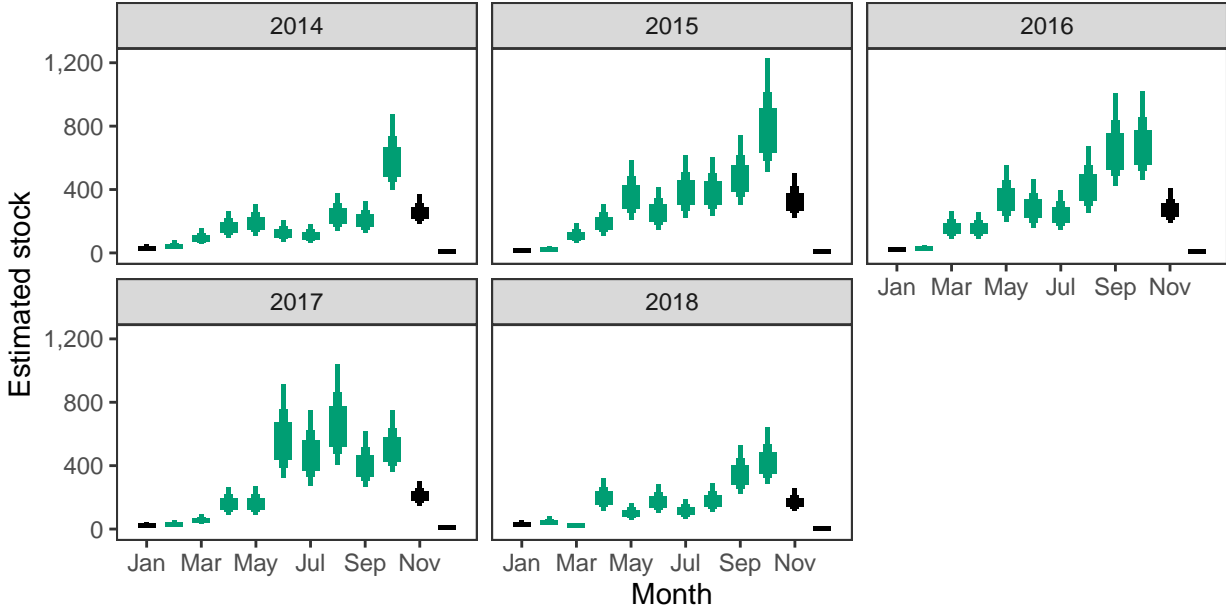 2014 2015 2016
1,200
800
400
0
Jan Mar May Jul Sep Nov
2017 2018
1,200
800
400
0
Jan Mar May Jul Sep Nov Jan Mar May Jul Sep Nov
Estimated stock
Month